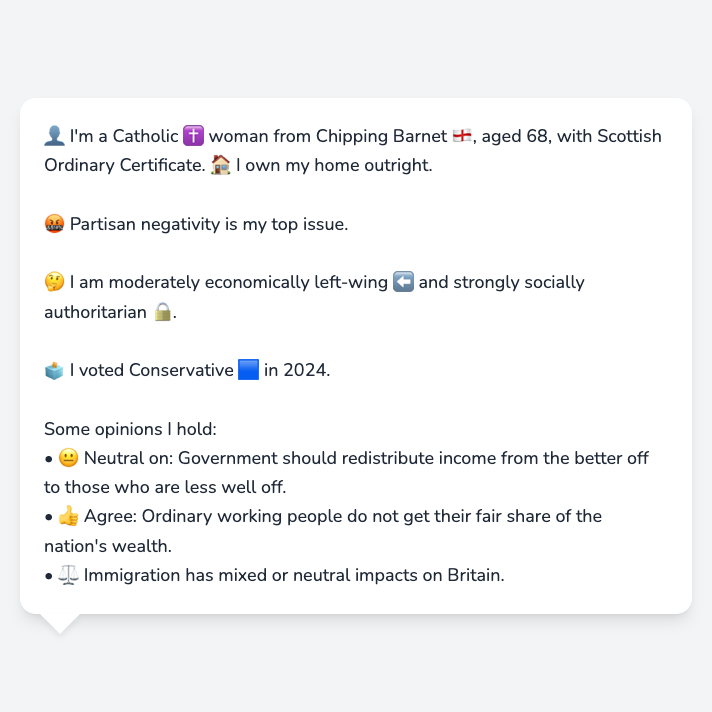 👤 I'm a Catholic ✝️ woman from Chipping Barnet 🏴󠁧󠁢󠁥󠁮󠁧󠁿, aged 68, with Scottish
Ordinary Certificate. 🏠 I own my home outright.
🤬 Partisan negativity is my top issue.
🤔 I am moderately economically left-wing ⬅️ and strongly socially
authoritarian 🔒.
🗳️ I voted Conservative 🟦 in 2024.
Some opinions I hold:
• 😐 Neutral on: Government should redistribute income from the better off
to those who are less well off.
• 👍 Agree: Ordinary working people do not get their fair share of the
nation's wealth.
• ⚖️ Immigration has mixed or neutral impacts on Britain.